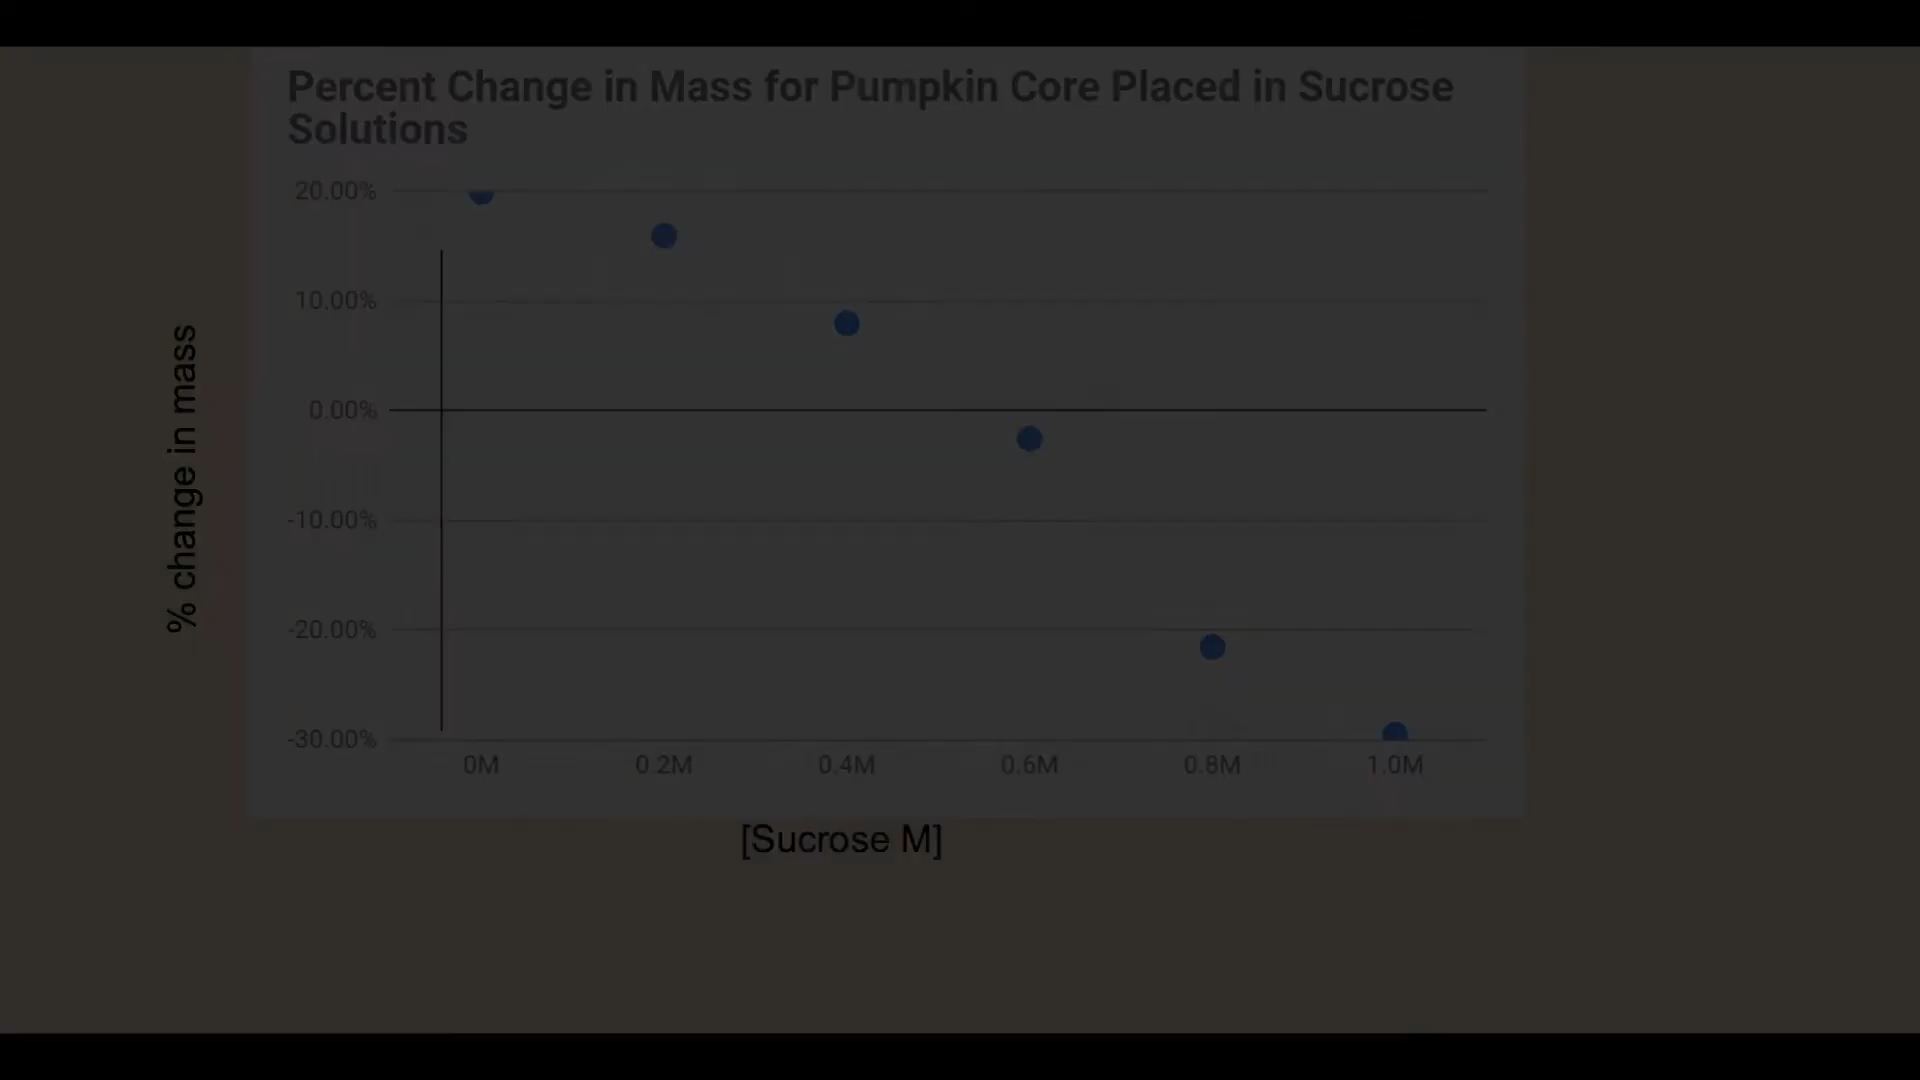 Percent Change in Mass for Pumpkin Core Placed in Sucrose
Solutions
20.00%
10.00%
0.00%
-10.00%
-20.00%
-30.00%
% change in mass
0M 0.2M 0.4M 0.6M 0.8M 1.0M
[Sucrose M]